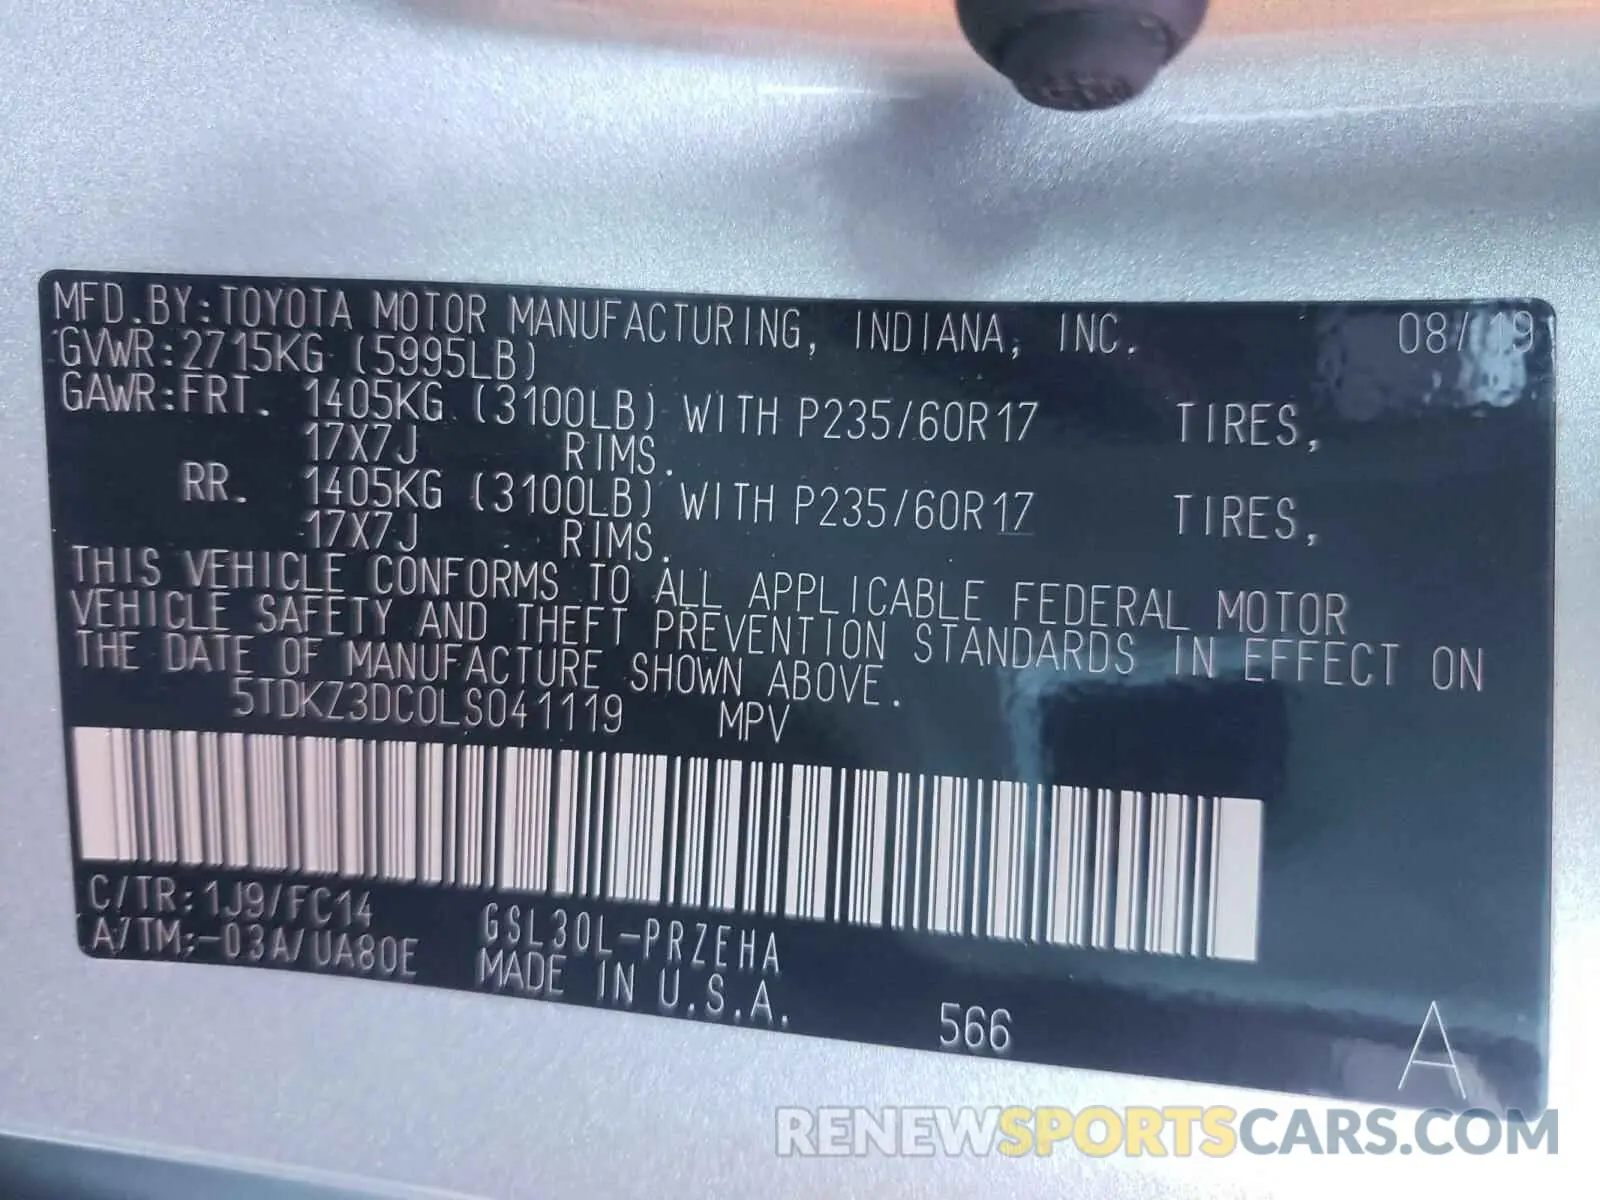 MFD.BY:TOYOTA MOTOR MANUFACTURING, INDIANA, INC. 08/19
GVWR:2715KG (5995LB)
GAWR:FRT. 1405KG (3100LB) WITH P235/60R17 TIRES,
17X7J RIMS.
RR. 1405KG (3100LB) WITH P235/60R17 TIRES,
17X7J RIMS.
THIS VEHICLE CONFORMS TO ALL APPLICABLE FEDERAL MOTOR
VEHICLE SAFETY AND THEFT PREVENTION STANDARDS IN EFFECT ON
THE DATE OF MANUFACTURE SHOWN ABOVE.
5TDKZ3DC0LS041119 MPV
C/TR:1J9/FC14
A/TM:-03A/UA80E
GSL30L-PRZEHA
MADE IN U.S.A.
566
A
RENEWSPORTSCARS.COM